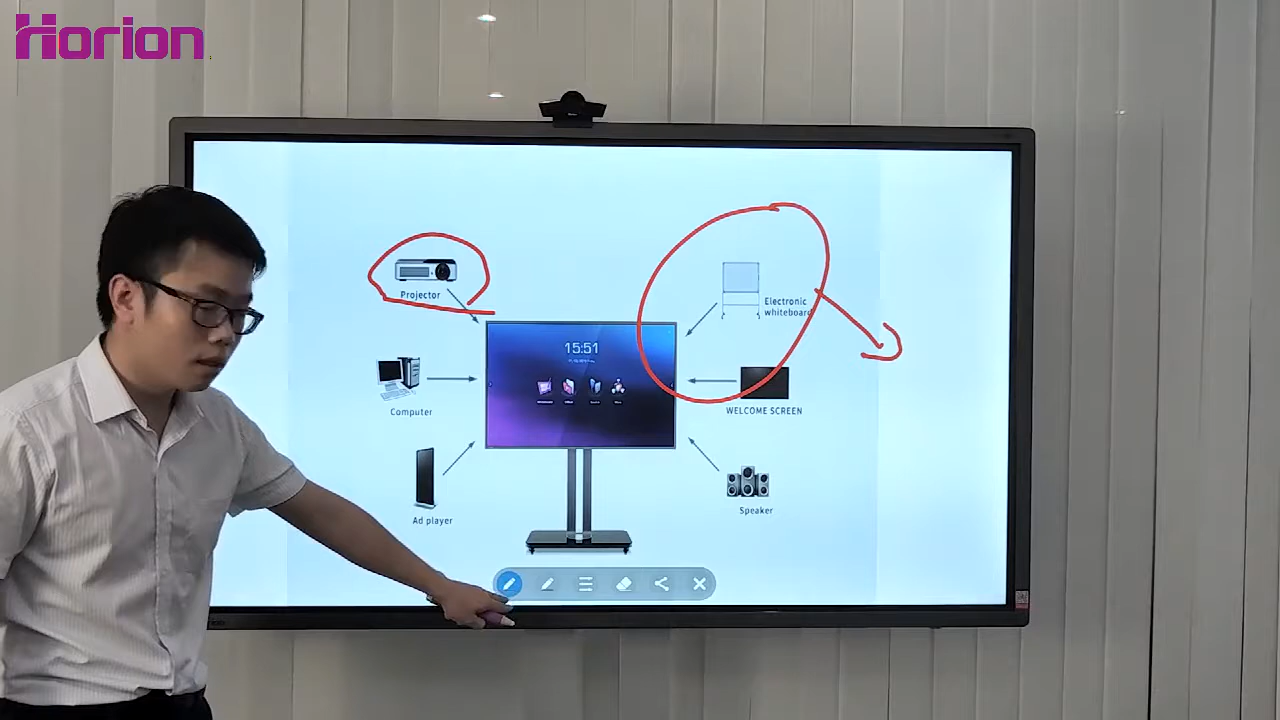 Horion
Projector
Electronic
whiteboard
15:51
Computer
WELCOME SCREEN
Ad player
Speaker